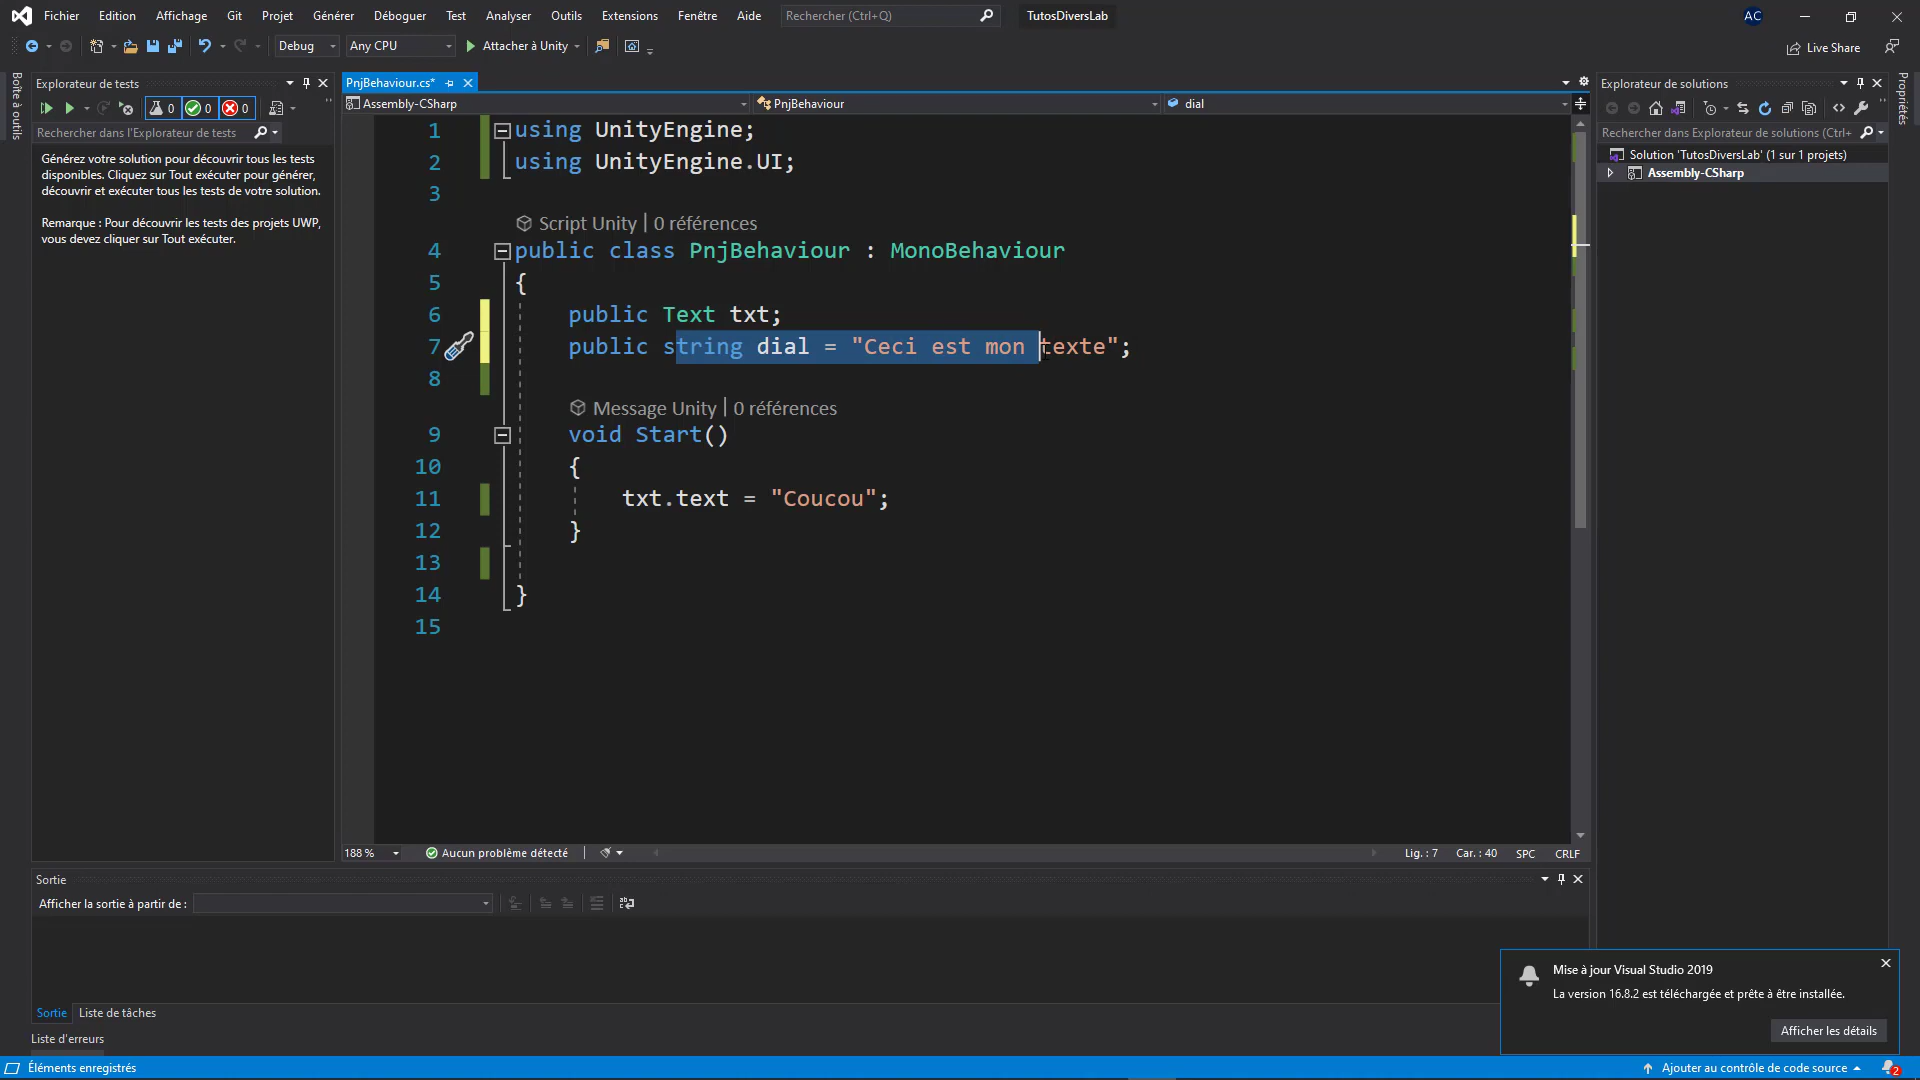 Fichier Edition Affichage Git Projet Générer Déboguer Test Analyser Outils Extensions Fenêtre Aide Rechercher (Ctrl+Q) TutosDiversLab AC
Debug Any CPU Attacher à Unity Live Share
Boîte à outils
Explorateur de tests
0 0 0
Rechercher dans l'Explorateur de tests
Générez votre solution pour découvrir tous les tests
disponibles. Cliquez sur Tout exécuter pour générer,
découvrir et exécuter tous les tests de votre solution.
Remarque : Pour découvrir les tests des projets UWP,
vous devez cliquer sur Tout exécuter.
PnjBehaviour.cs*
Assembly-CSharp PnjBehaviour dial
1 using UnityEngine;
2 using UnityEngine.UI;
3
Script Unity | 0 références
4 public class PnjBehaviour : MonoBehaviour
5 {
6 public Text txt;
7 public string dial = "Ceci est mon texte";
8
Message Unity | 0 références
9 void Start()
10 {
11 txt.text = "Coucou";
12 }
13
14 }
15
188 % Aucun problème détecté Lig. : 7 Car. : 40 SPC CRLF
Explorateur de solutions
Rechercher dans Explorateur de solutions (Ctrl+
Solution 'TutosDiversLab' (1 sur 1 projets)
Assembly-CSharp
Propriétés
Sortie
Afficher la sortie à partir de :
Sortie Liste de tâches
Liste d'erreurs
Mise à jour Visual Studio 2019
La version 16.8.2 est téléchargée et prête à être installée.
Afficher les détails
Éléments enregistrés Ajouter au contrôle de code source 2